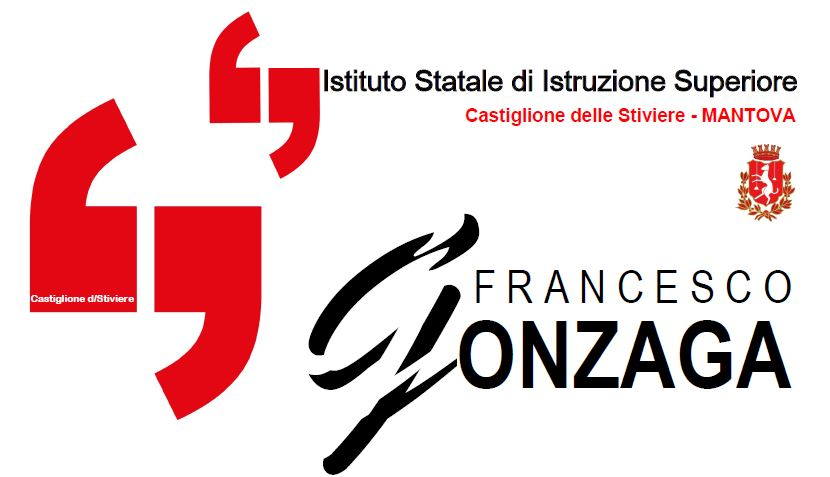 Istituto Statale di Istruzione Superiore
Castiglione delle Stiviere - MANTOVA
Castiglione d/Stiviere
FRANCESCO
GONZAGA